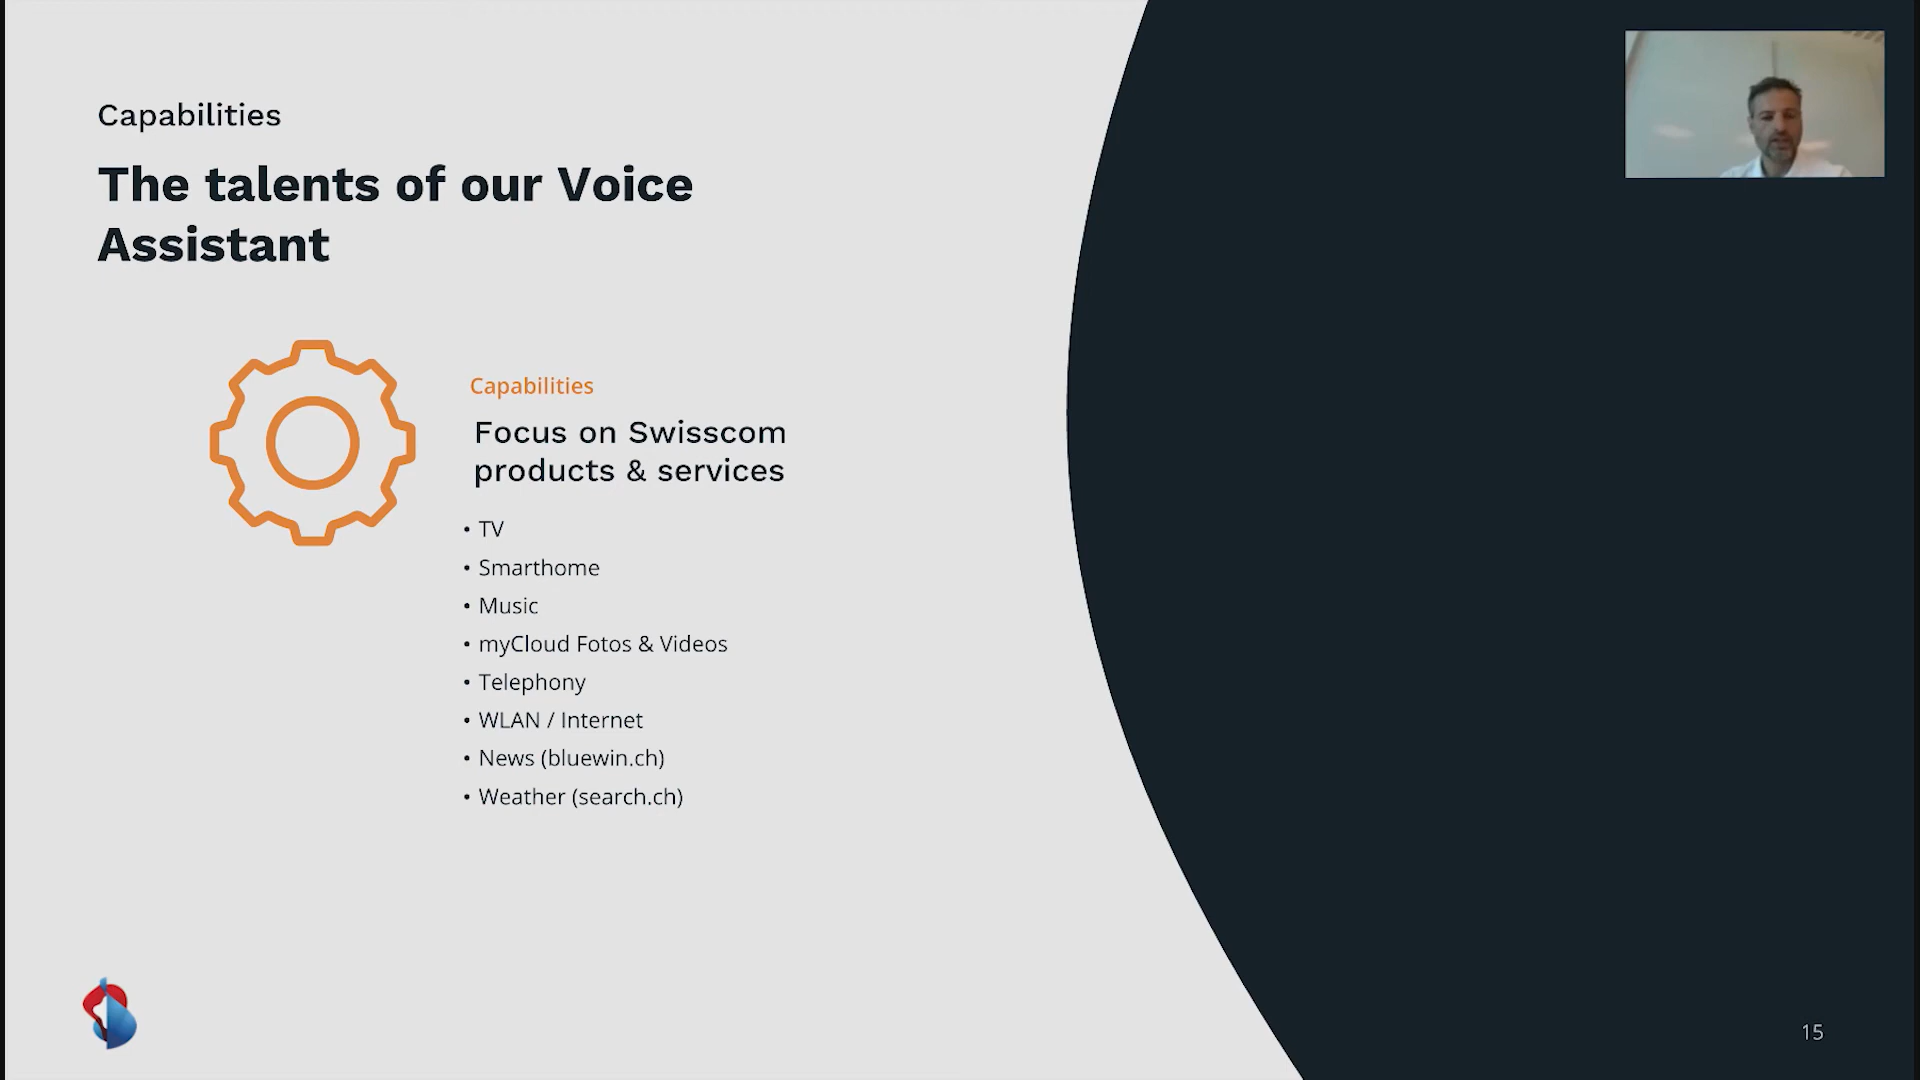 Capabilities
The talents of our Voice
Assistant
Capabilities
Focus on Swisscom
products & services
• TV
• Smarthome
• Music
• myCloud Fotos & Videos
• Telephony
• WLAN / Internet
• News (bluewin.ch)
• Weather (search.ch)
15